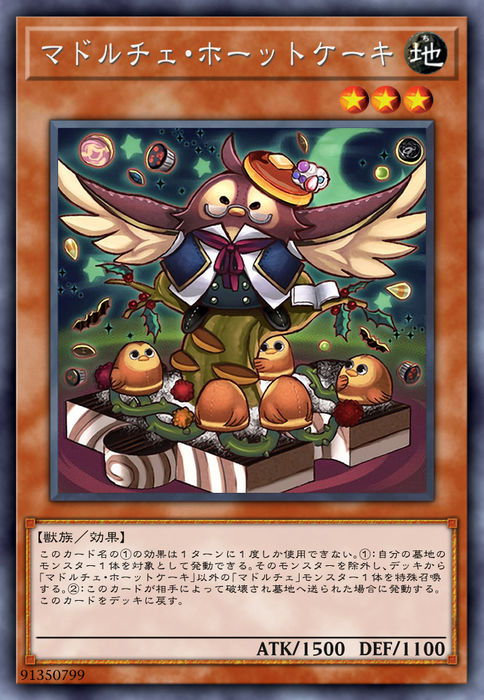 マドルチェ・ホーットケーキ
ち
地
【獣族／効果】
このカード名の①の効果は１ターンに１度しか使用できない。①：自分の墓地の
モンスター１体を対象として発動できる。そのモンスターを除外し、デッキから
「マドルチェ・ホーットケーキ」以外の「マドルチェ」モンスター１体を特殊召喚
する。②：このカードが相手によって破壊され墓地へ送られた場合に発動する。
このカードをデッキに戻す。
ATK/1500 DEF/1100
91350799